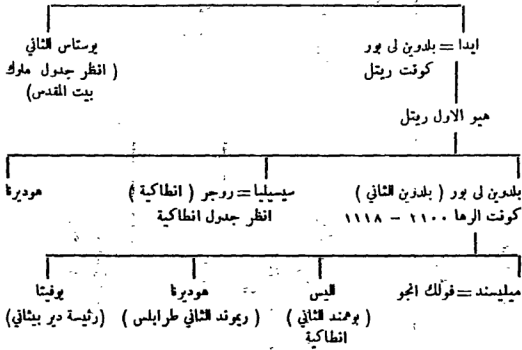 ايدا = بلدوين لى بور
كونت ريتل
بوستاس الثاني
( انظر جدول ملوك
بيت المقدس)
هيو الاول ريتل
بلدوين لى بور ( بلدوين الثاني )
كونت الرها ٢١٠٠ - ١١١٨
سيسيليا = روجر ( انطاكية )
انظر جدول انطاكية
هوديرنا
ميليسند = فولك انجو
اليس
( بوهمند الثاني )
انطاكية
هوديرنا
( ريموند الثاني طرابلس )
يوفيتا
(رئيسة دير بيثاني)